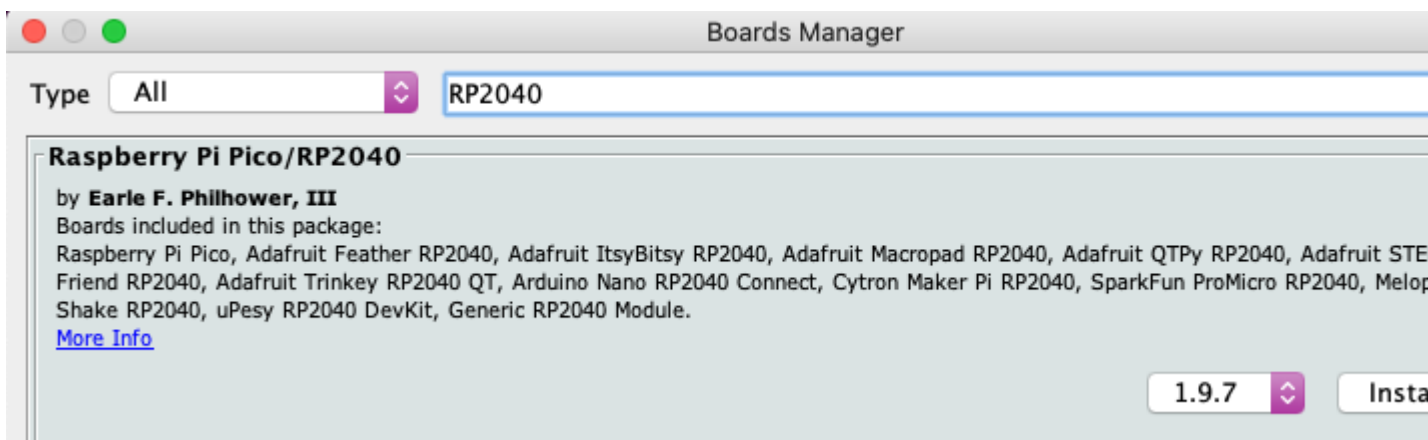 Boards Manager
Type All RP2040
Raspberry Pi Pico/RP2040
by Earle F. Philhower, III
Boards included in this package:
Raspberry Pi Pico, Adafruit Feather RP2040, Adafruit ItsyBitsy RP2040, Adafruit Macropad RP2040, Adafruit QTPy RP2040, Adafruit STE
Friend RP2040, Adafruit Trinkey RP2040 QT, Arduino Nano RP2040 Connect, Cytron Maker Pi RP2040, SparkFun ProMicro RP2040, Melop
Shake RP2040, uPesy RP2040 DevKit, Generic RP2040 Module.
More Info
1.9.7 Insta